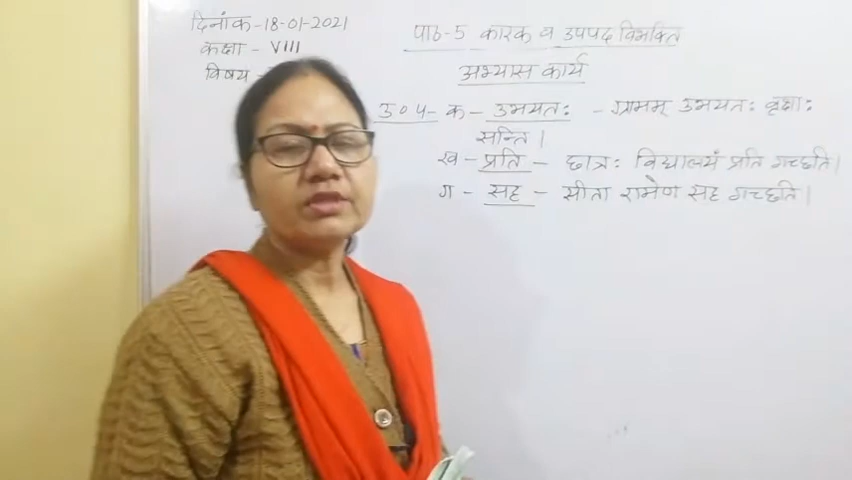 दिनांक-18-01-2021
कक्षा - VIII
विषय -
पाठ-5 कारक व उपपद विभक्ति
अभ्यास कार्य
उ०५- क- उभयतः - ग्रामम् उभयतः वृक्षाः
सन्ति।
ख- प्रति - छात्रः विद्यालयं प्रति गच्छति।
ग - सह - सीता रामेण सह गच्छति।